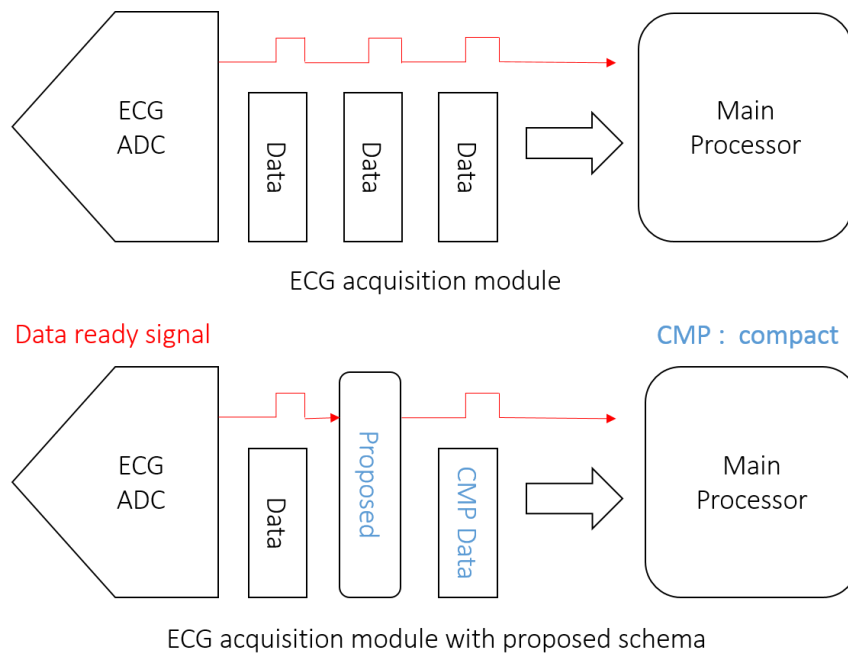 ECG
ADC
Data
Data
Data
Main
Processor
ECG acquisition module
Data ready signal
CMP : compact
ECG
ADC
Data
Proposed
CMP Data
Main
Processor
ECG acquisition module with proposed schema